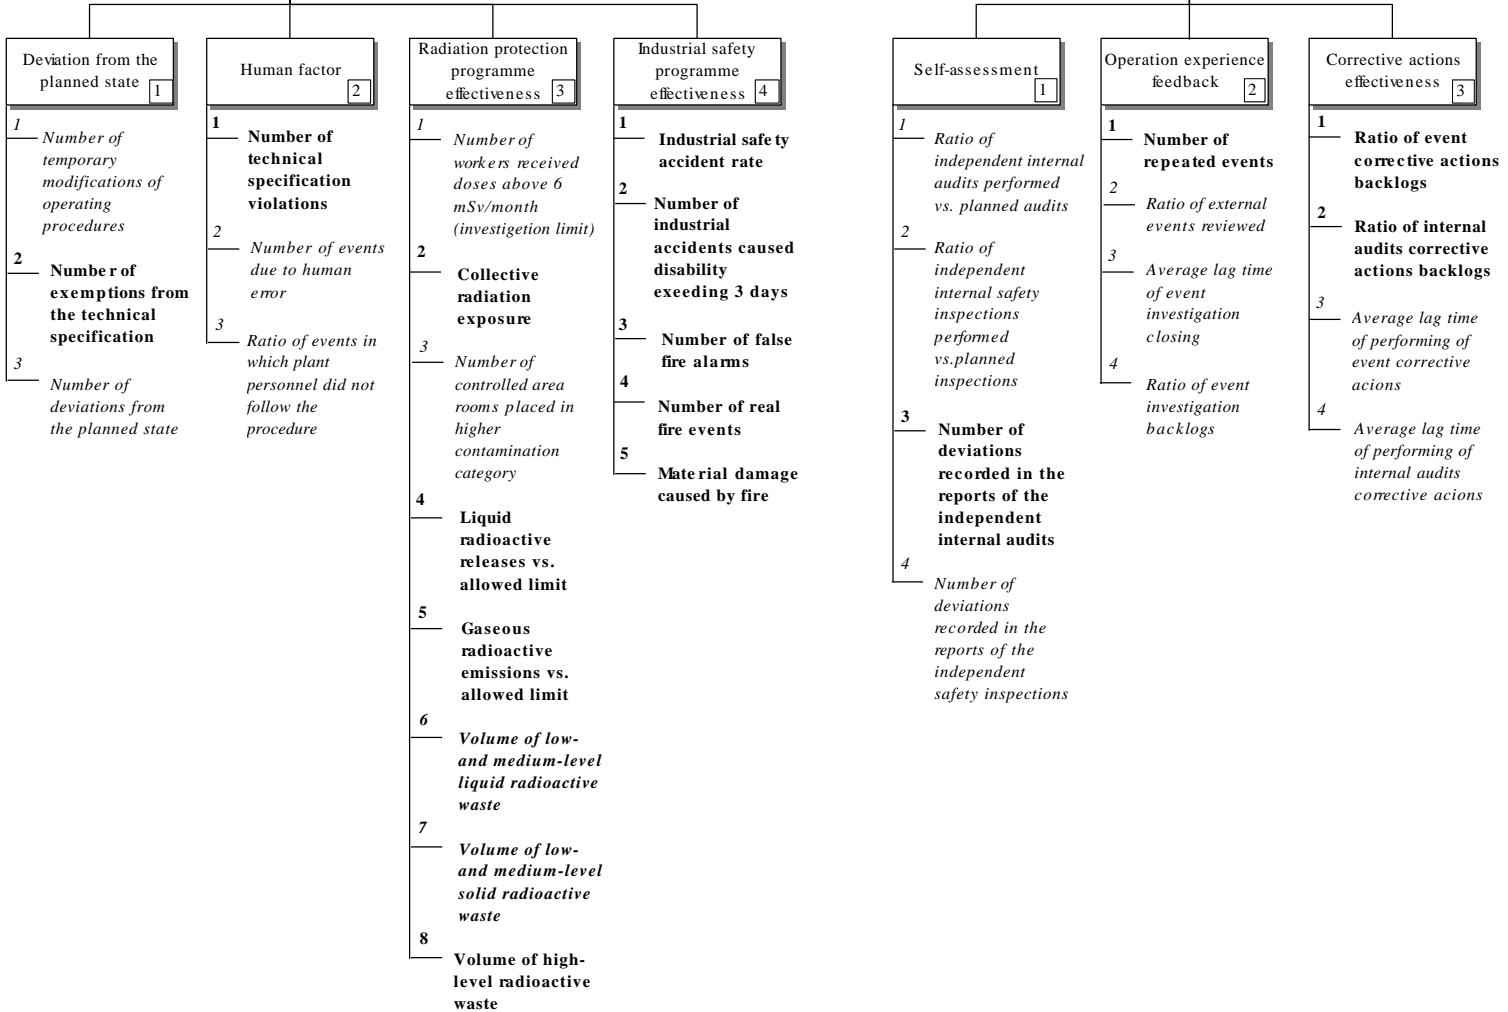 Deviation from the
planned state
1
1
Number of
temporary
modifications of
operating
procedures
2
Number of
exemptions from
the technical
specification
3
Number of
deviations from
the planned state
Human factor
2
1
Number of
technical
specification
violations
2
Number of events
due to human
error
3
Ratio of events in
which plant
personnel did not
follow the
procedure
Radiation protection
programme
effectiveness
3
1
Number of
workers received
doses above 6
mSv/month
(investigetion limit)
2
Collective
radiation
exposure
3
Number of
controlled area
rooms placed in
higher
contamination
category
4
Liquid
radioactive
releases vs.
allowed limit
5
Gaseous
radioactive
emissions vs.
allowed limit
6
Volume of low-
and medium-level
liquid radioactive
waste
7
Volume of low-
and medium-level
solid radioactive
waste
8
Volume of high-
level radioactive
waste
Industrial safety
programme
effectiveness
4
1
Industrial safety
accident rate
2
Number of
industrial
accidents caused
disability
exeeding 3 days
3
Number of false
fire alarms
4
Number of real
fire events
5
Material damage
caused by fire
Self-assessment
1
1
Ratio of
independent internal
audits performed
vs. planned audits
2
Ratio of
independent
internal safety
inspections
performed
vs.planned
inspections
3
Number of
deviations
recorded in the
reports of the
independent
internal audits
4
Number of
deviations
recorded in the
reports of the
independent
safety inspections
Operation experience
feedback
2
1
Number of
repeated events
2
Ratio of external
events reviewed
3
Average lag time
of event
investigation
closing
4
Ratio of event
investigation
backlogs
Corrective actions
effectiveness
3
1
Ratio of event
corrective actions
backlogs
2
Ratio of internal
audits corrective
actions backlogs
3
Average lag time
of performing of
event corrective
acions
4
Average lag time
of performing of
internal audits
corrective acions